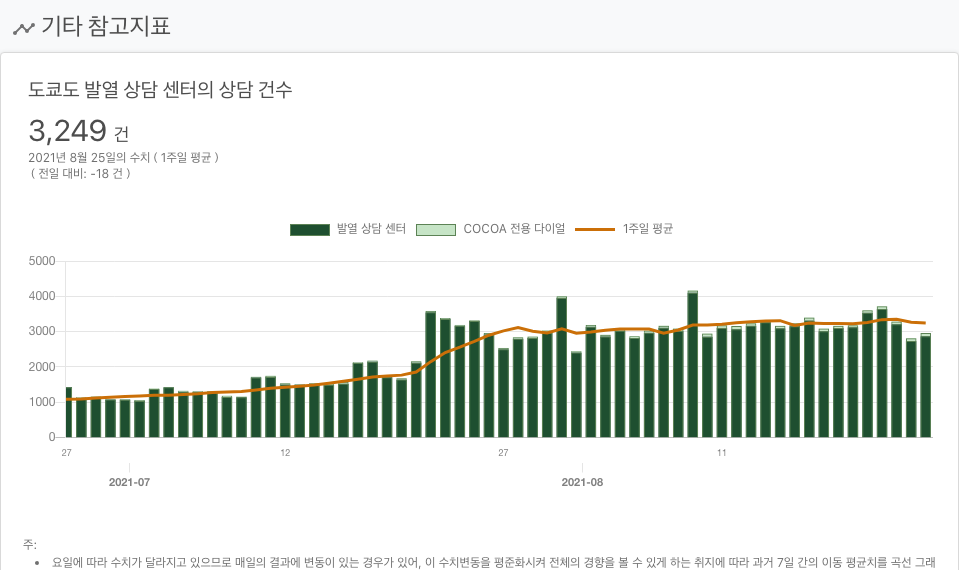 기타 참고지표
도쿄도 발열 상담 센터의 상담 건수
3,249 건
2021년 8월 25일의 수치 ( 1주일 평균 )
( 전일 대비: -18 건 )
발열 상담 센터 COCOA 전용 다이얼 1주일 평균
5000
4000
3000
2000
1000
0
27 12 27 11
2021-07 2021-08
주:
• 요일에 따라 수치가 달라지고 있으므로 매일의 결과에 변동이 있는 경우가 있어, 이 수치변동을 평준화시켜 전체의 경향을 볼 수 있게 하는 취지에 따라 과거 7일 간의 이동 평균치를 곡선 그래